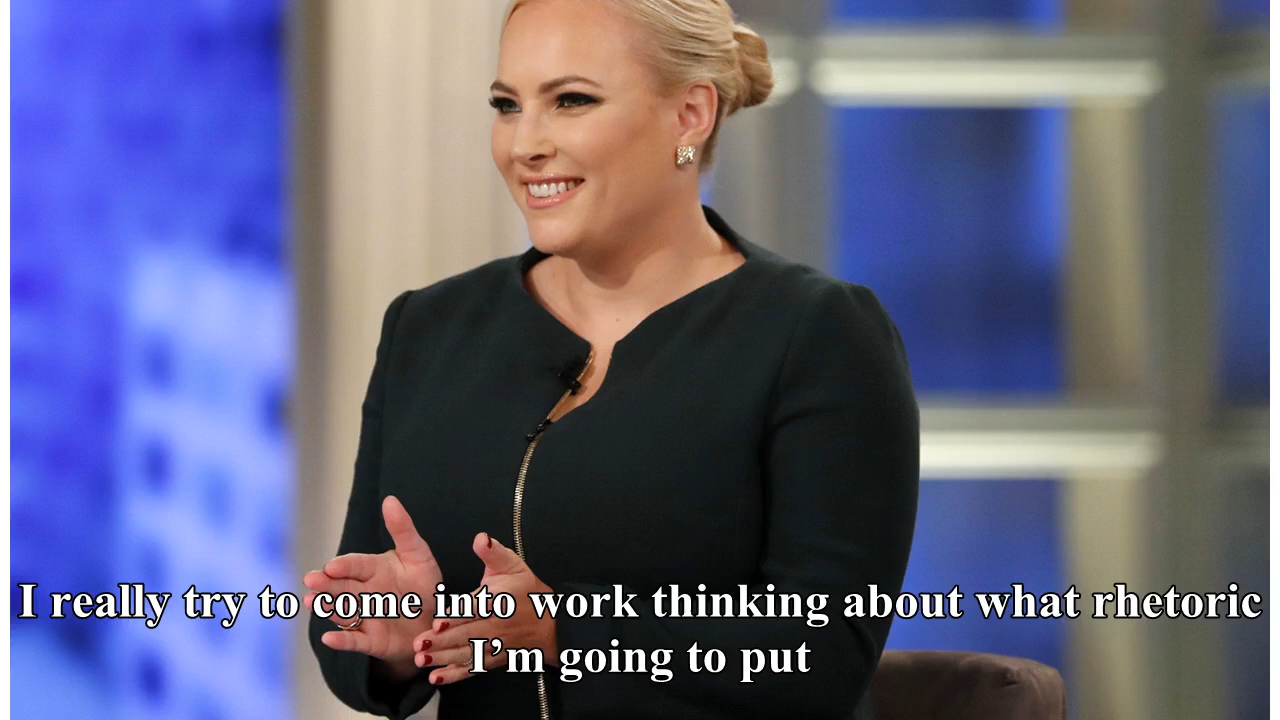 I really try to come into work thinking about what rhetoric
I’m going to put